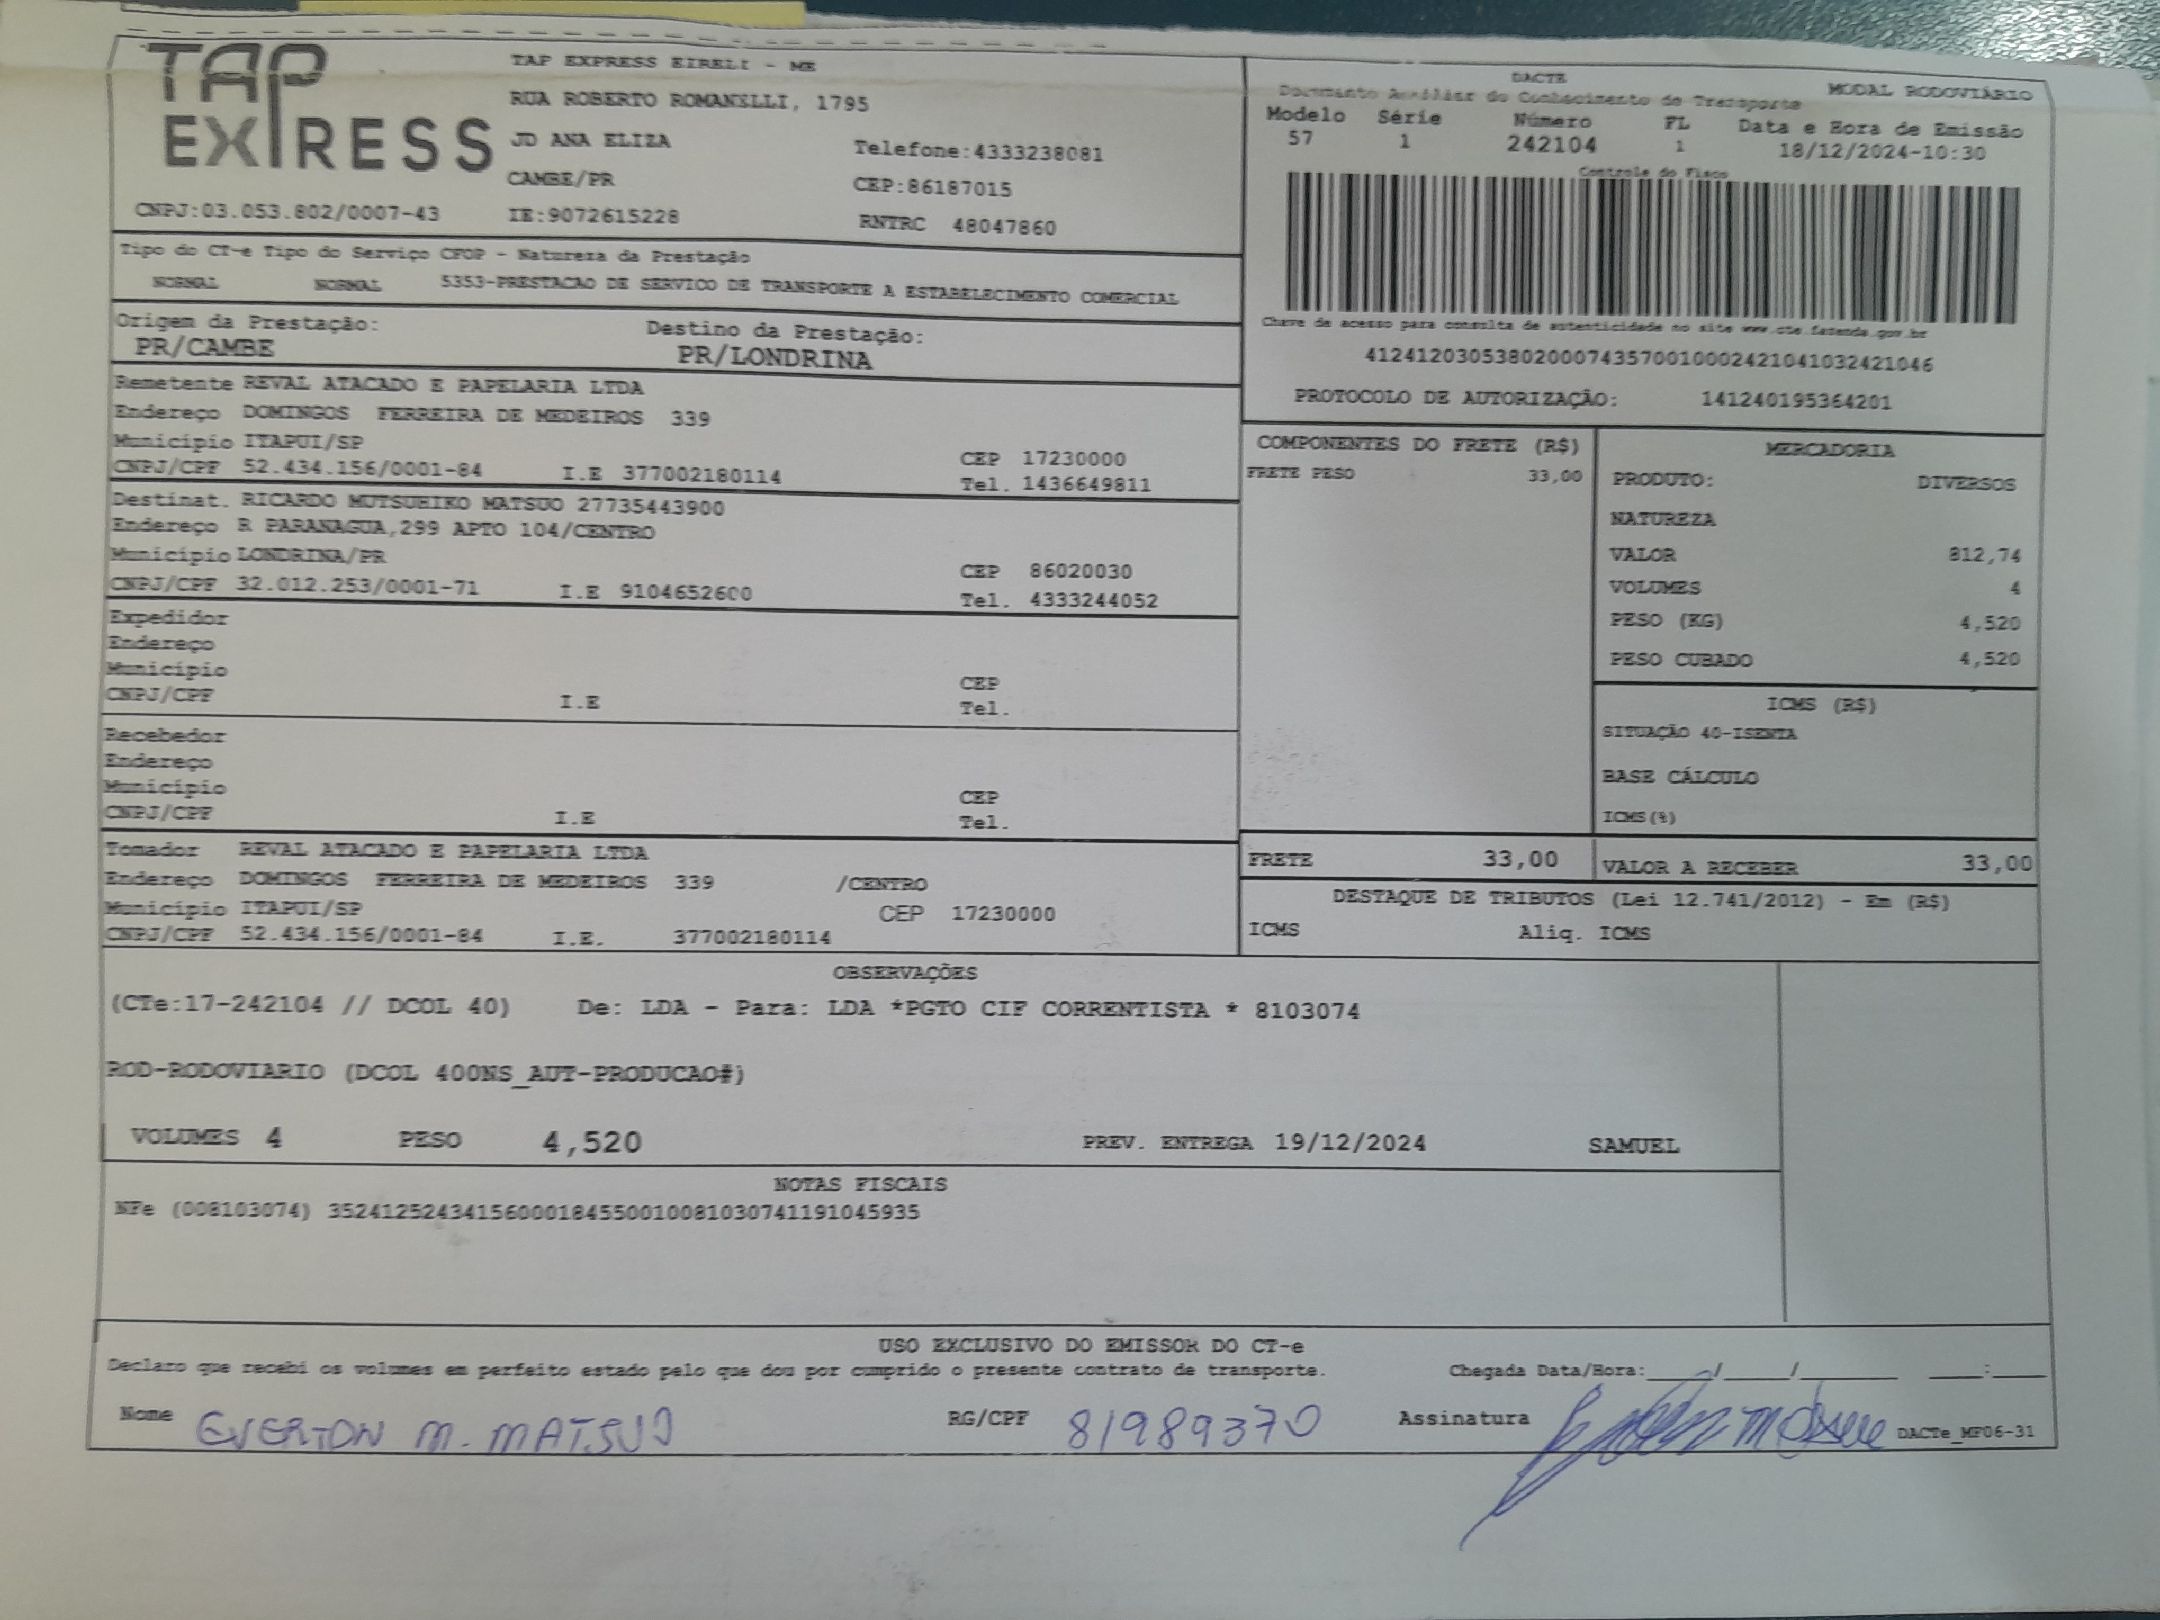 TAP EXPRESS
TAP EXPRESS EIRELI - ME
RUA ROBERTO ROMANELLI, 1795
JD ANA ELIZA Telefone:4333238081
CAMBE/PR CEP:86187015
CNPJ:03.053.802/0007-43 IE:9072615228 RNTRC 48047860
DACTE MODAL RODOVIÁRIO
Documento Auxiliar do Conhecimento de Transporte
Modelo Série Número FL Data e Hora de Emissão
57 1 242104 1 18/12/2024-10:30
Controle do Fisco
Chave de acesso para consulta de autenticidade no site www.cte.fazenda.gov.br
41241203053802000743570010002421041032421046
PROTOCOLO DE AUTORIZAÇÃO: 141240195364201
Tipo do CT-e Tipo do Serviço CFOP - Natureza da Prestação
NORMAL NORMAL 5353-PRESTACAO DE SERVICO DE TRANSPORTE A ESTABELECIMENTO COMERCIAL
Origem da Prestação: Destino da Prestação:
PR/CAMBE PR/LONDRINA
Remetente REVAL ATACADO E PAPELARIA LTDA
Endereço DOMINGOS FERREIRA DE MEDEIROS 339
Município ITAPUI/SP CEP 17230000
CNPJ/CPF 52.434.156/0001-84 I.E 377002180114 Tel. 1436649811
Destinat. RICARDO MUTSUHIKO MATSUO 27735443900
Endereço R PARANAGUA,299 APTO 104/CENTRO
Município LONDRINA/PR CEP 86020030
CNPJ/CPF 32.012.253/0001-71 I.E 9104652600 Tel. 4333244052
Expedidor
Endereço
Município CEP
CNPJ/CPF I.E Tel.
Recebedor
Endereço
Município CEP
CNPJ/CPF I.E Tel.
Tomador REVAL ATACADO E PAPELARIA LTDA
Endereço DOMINGOS FERREIRA DE MEDEIROS 339 /CENTRO
Município ITAPUI/SP CEP 17230000
CNPJ/CPF 52.434.156/0001-84 I.E. 377002180114
COMPONENTES DO FRETE (R$)
FRETE PESO 33,00
MERCADORIA
PRODUTO: DIVERSOS
NATUREZA
VALOR 812,74
VOLUMES 4
PESO (KG) 4,520
PESO CUBADO 4,520
ICMS (R$)
SITUAÇÃO 40-ISENTA
BASE CÁLCULO
ICMS(%)
FRETE 33,00 VALOR A RECEBER 33,00
DESTAQUE DE TRIBUTOS (Lei 12.741/2012) - Em (R$)
ICMS Aliq. ICMS
OBSERVAÇÕES
(CTe:17-242104 // DCOL 40) De: LDA - Para: LDA *PGTO CIF CORRENTISTA * 8103074
ROD-RODOVIARIO (DCOL 400NS_AUT-PRODUCAO#)
VOLUMES 4 PESO 4,520 PREV. ENTREGA 19/12/2024 SAMUEL
NOTAS FISCAIS
NFe (008103074) 35241252434156000184550010081030741191045935
USO EXCLUSIVO DO EMISSOR DO CT-e
Declaro que recebi os volumes em perfeito estado pelo que dou por cumprido o presente contrato de transporte. Chegada Data/Hora:____/____/______ ___:___
Nome EVERTON M. MATSUO RG/CPF 81989370 Assinatura DACTe_MF06-31